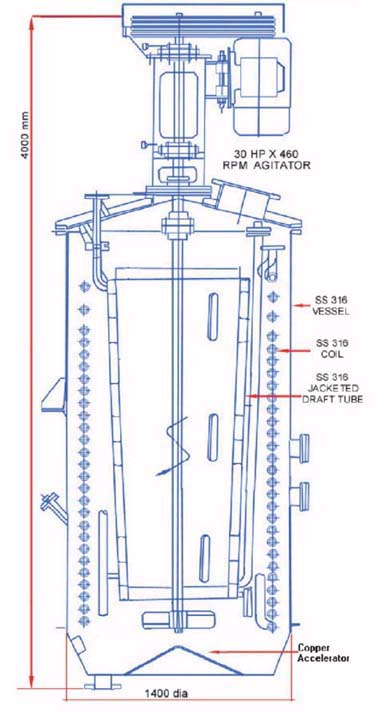 4000 mm
30 HP X 460
RPM AGITATOR
SS 316
VESSEL
SS 316
COIL
SS 316
JACKETED
DRAFT TUBE
Copper
Accelerator
1400 dia